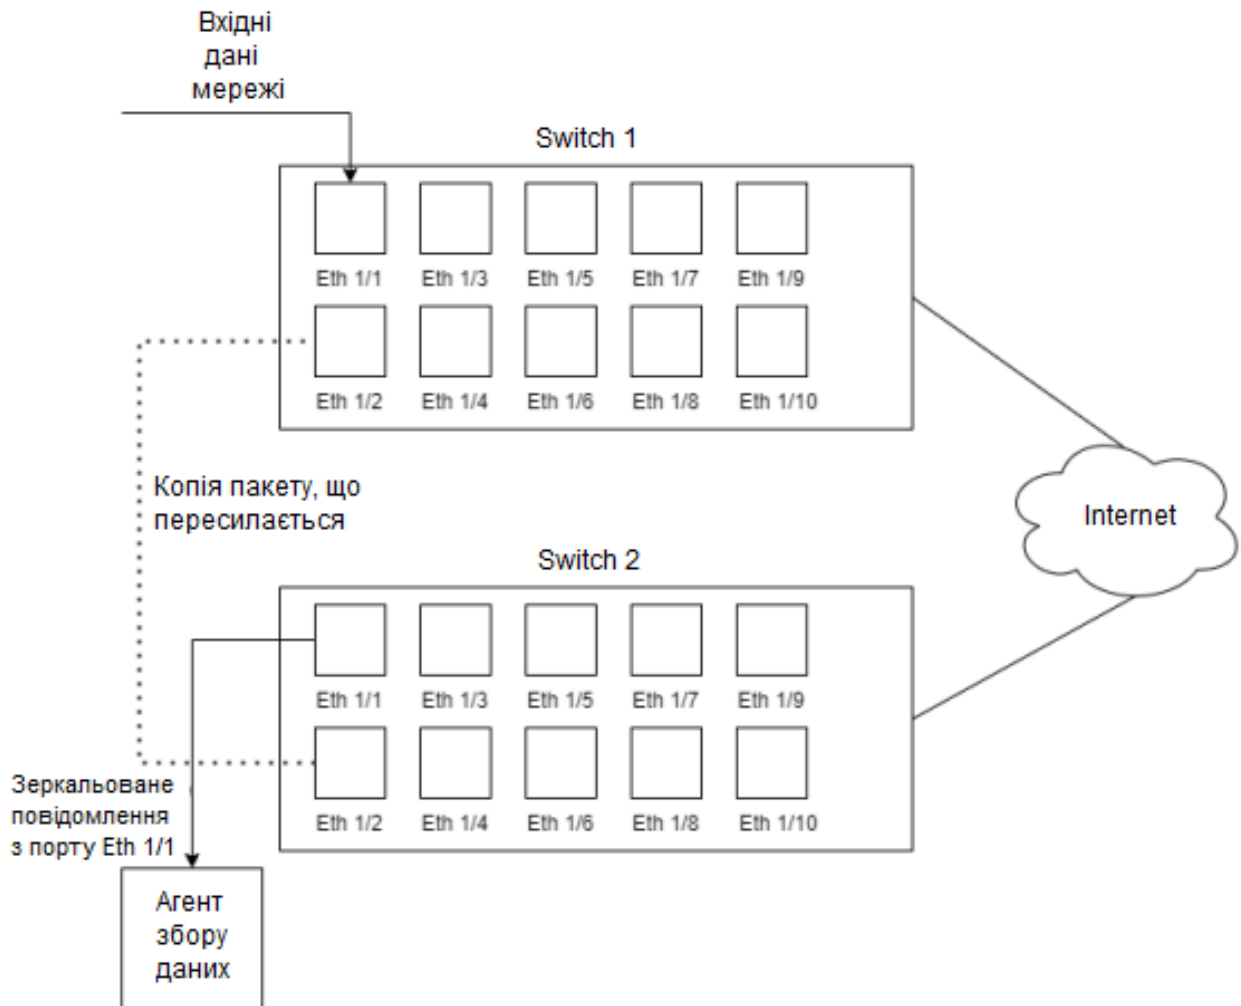 Вхідні
дані
мережі
Switch 1
Eth 1/1 Eth 1/3 Eth 1/5 Eth 1/7 Eth 1/9
Eth 1/2 Eth 1/4 Eth 1/6 Eth 1/8 Eth 1/10
Копія пакету, що
пересилається
Internet
Switch 2
Eth 1/1 Eth 1/3 Eth 1/5 Eth 1/7 Eth 1/9
Eth 1/2 Eth 1/4 Eth 1/6 Eth 1/8 Eth 1/10
Зеркальоване
повідомлення
з порту Eth 1/1
Агент
збору
даних